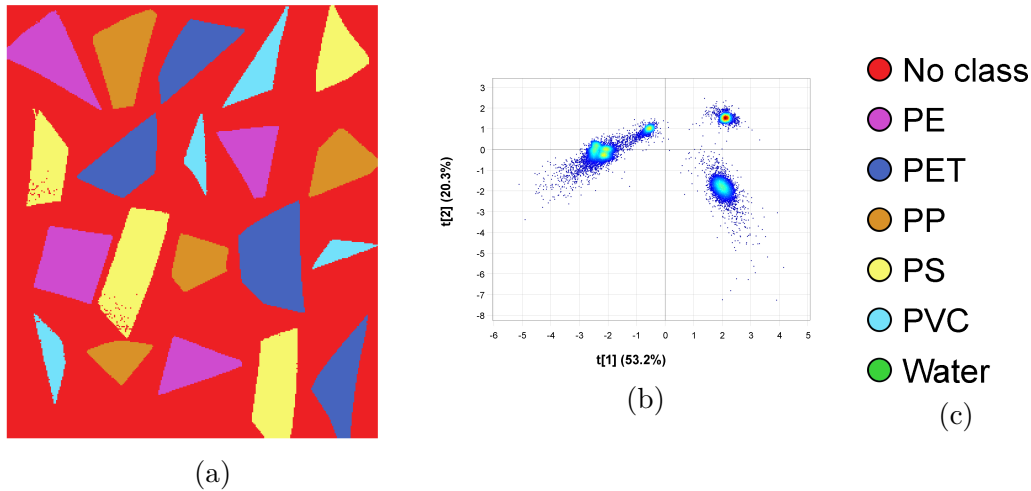 (a)
3
2
1
0
-1
-2
-3
-4
-5
-6
-7
-8
t[2] (20.3%)
-6 -5 -4 -3 -2 -1 0 1 2 3 4 5
t[1] (53.2%)
(b)
No class
PE
PET
PP
PS
PVC
Water
(c)